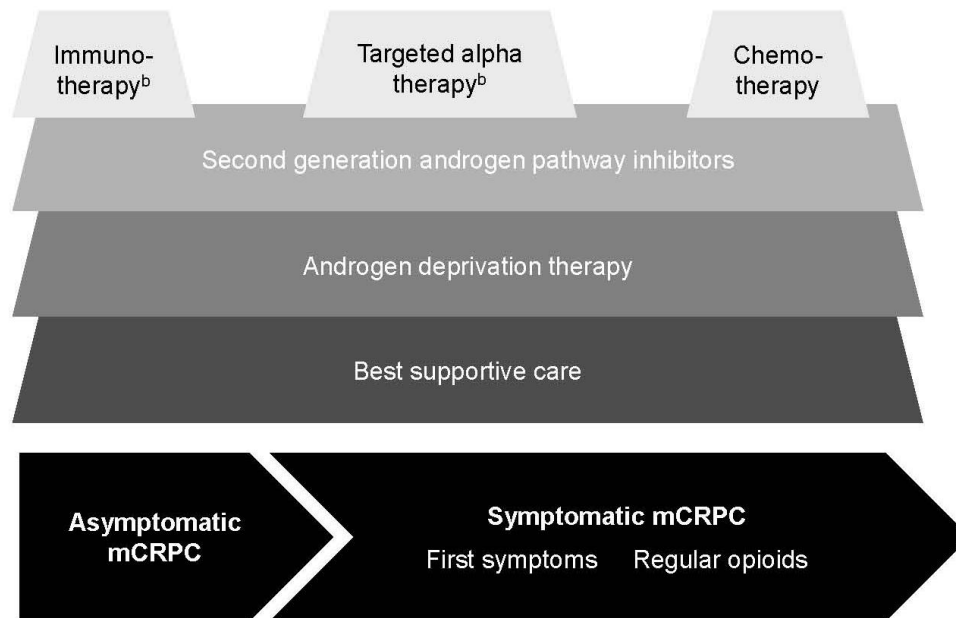 Immuno-
therapyᵇ
Targeted alpha
therapyᵇ
Chemo-
therapy
Second generation androgen pathway inhibitors
Androgen deprivation therapy
Best supportive care
Asymptomatic
mCRPC
Symptomatic mCRPC
First symptoms Regular opioids